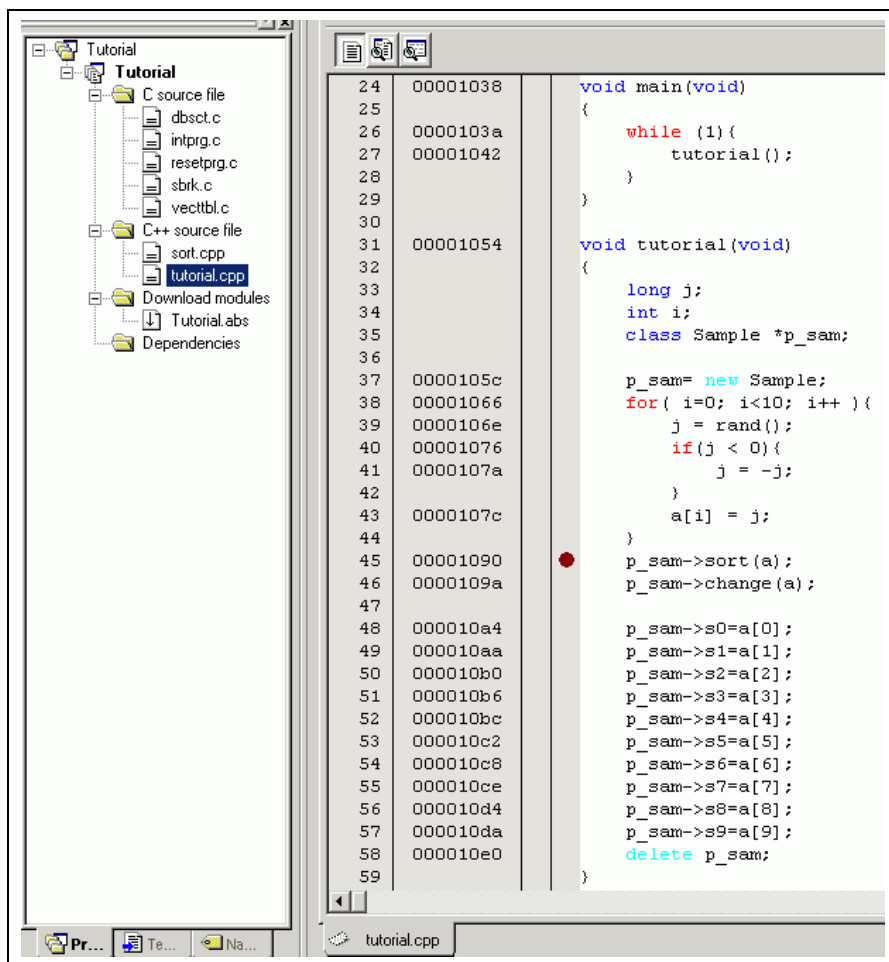 Tutorial
Tutorial
C source file
dbsct.c
intprg.c
resetprg.c
sbrk.c
vecttbl.c
C++ source file
sort.cpp
tutorial.cpp
Download modules
Tutorial.abs
Dependencies
Pr...
Te...
Na...
24 00001038 void main(void)
25 {
26 0000103a while (1){
27 00001042 tutorial();
28 }
29 }
30
31 00001054 void tutorial(void)
32 {
33 long j;
34 int i;
35 class Sample *p_sam;
36
37 0000105c p_sam= new Sample;
38 00001066 for( i=0; i<10; i++ ){
39 0000106e j = rand();
40 00001076 if(j < 0){
41 0000107a j = -j;
42 }
43 0000107c a[i] = j;
44 }
45 00001090 p_sam->sort(a);
46 0000109a p_sam->change(a);
47
48 000010a4 p_sam->s0=a[0];
49 000010aa p_sam->s1=a[1];
50 000010b0 p_sam->s2=a[2];
51 000010b6 p_sam->s3=a[3];
52 000010bc p_sam->s4=a[4];
53 000010c2 p_sam->s5=a[5];
54 000010c8 p_sam->s6=a[6];
55 000010ce p_sam->s7=a[7];
56 000010d4 p_sam->s8=a[8];
57 000010da p_sam->s9=a[9];
58 000010e0 delete p_sam;
59 }
tutorial.cpp